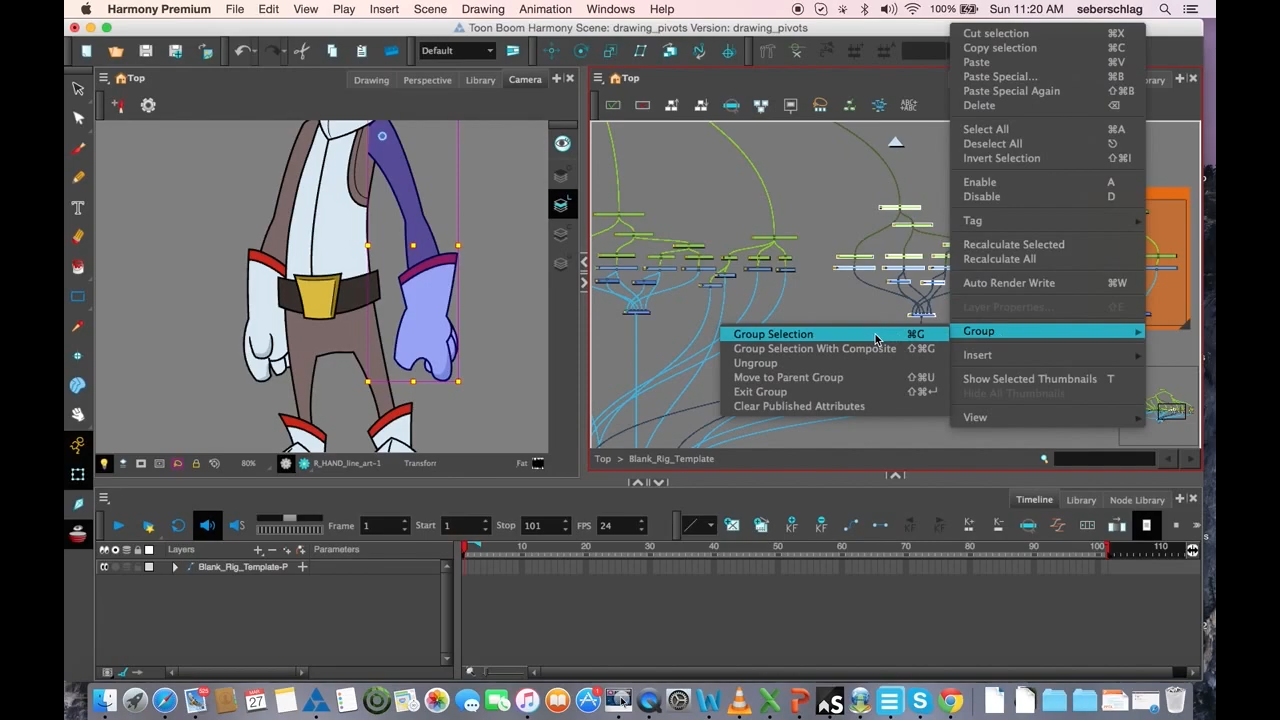 Harmony Premium File Edit View Play Insert Scene Drawing Animation Windows Help 100% Sun 11:20 AM seberschlag
Toon Boom Harmony Scene: drawing_pivots Version: drawing_pivots
Default
Top Drawing Perspective Library Camera
Top
Cut selection ⌘X
Copy selection ⌘C
Paste ⌘V
Paste Special... ⌘B
Paste Special Again ⇧⌘B
Delete ⌫
Select All ⌘A
Deselect All ⎋
Invert Selection ⇧⌘I
Enable A
Disable D
Tag
Recalculate Selected
Recalculate All
Auto Render Write ⌘W
Layer Properties... ⇧E
Group
Insert
Show Selected Thumbnails T
Hide All Thumbnails
View
Group Selection ⌘G
Group Selection With Composite ⇧⌘G
Ungroup
Move to Parent Group ⇧⌘U
Exit Group ⇧⌘↩
Clear Published Attributes
80% R_HAND_line_art-1 Transform Fat
Top > Blank_Rig_Template
Timeline Library Node Library
Frame 1 Start 1 Stop 101 FPS 24
Layers Parameters
10 20 30 40 50 60 70 80 90 100 110
Blank_Rig_Template-P